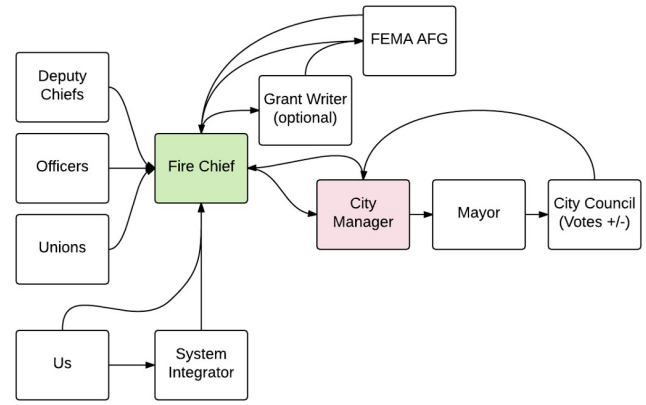 FEMA AFG
Deputy
Chiefs
Grant Writer
(optional)
Officers
Fire Chief
City
Manager
Mayor
City Council
(Votes +/-)
Unions
Us
System
Integrator